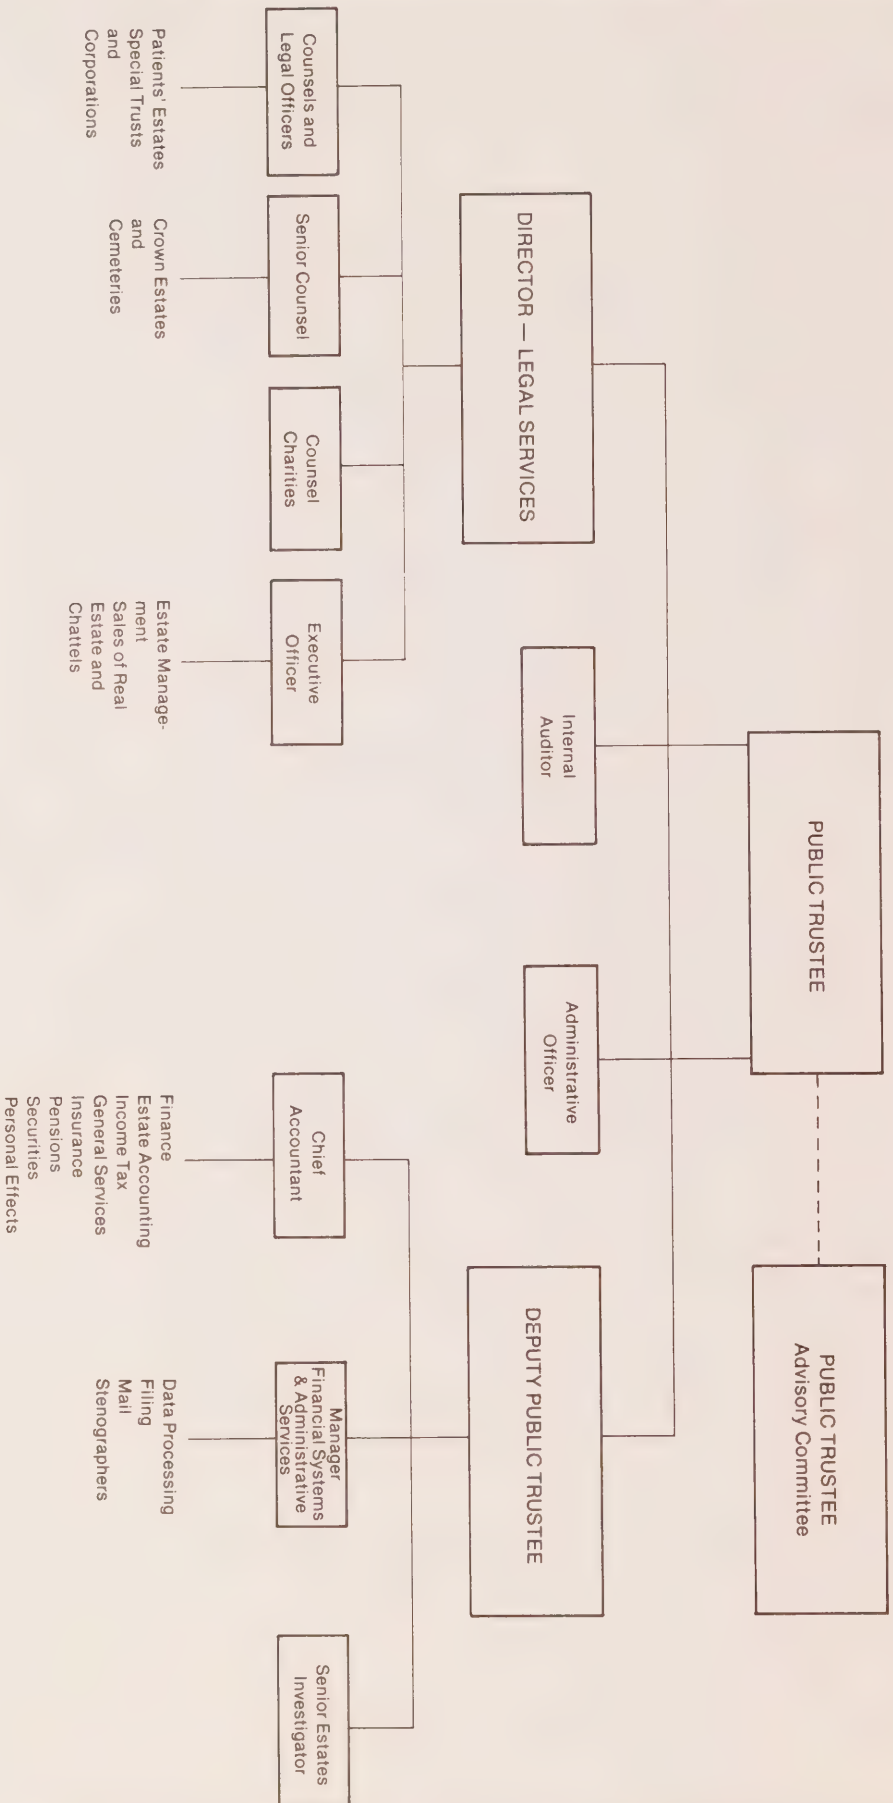 PUBLIC TRUSTEE
PUBLIC TRUSTEE
Advisory Committee
Internal
Auditor
Administrative
Officer
DIRECTOR — LEGAL SERVICES
DEPUTY PUBLIC TRUSTEE
Counsels and
Legal Officers
Senior Counsel
Counsel
Charities
Executive
Officer
Chief
Accountant
Manager
Financial Systems
& Administrative
Services
Senior Estates
Investigator
Patients' Estates
Special Trusts
and
Corporations
Crown Estates
and
Cemeteries
Estate Manage-
ment
Sales of Real
Estate and
Chattels
Finance
Estate Accounting
Income Tax
General Services
Insurance
Pensions
Securities
Personal Effects
Data Processing
Filing
Mail
Stenographers